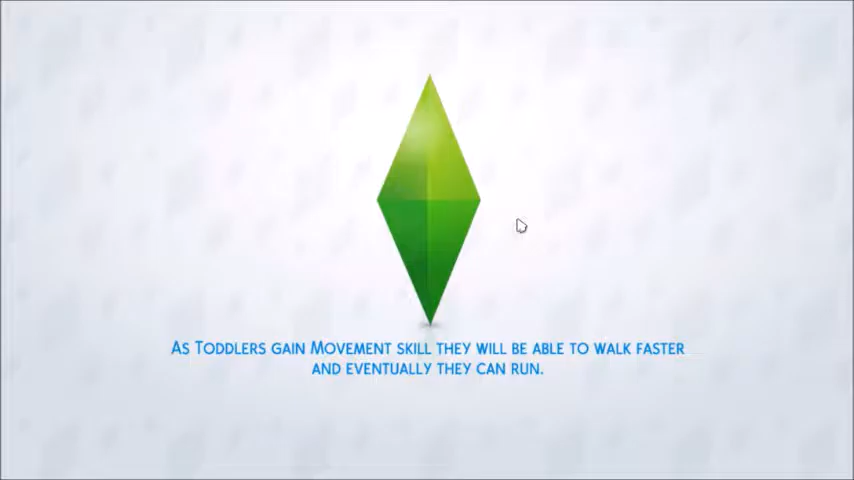 As Toddlers gain Movement skill they will be able to walk faster
and eventually they can run.